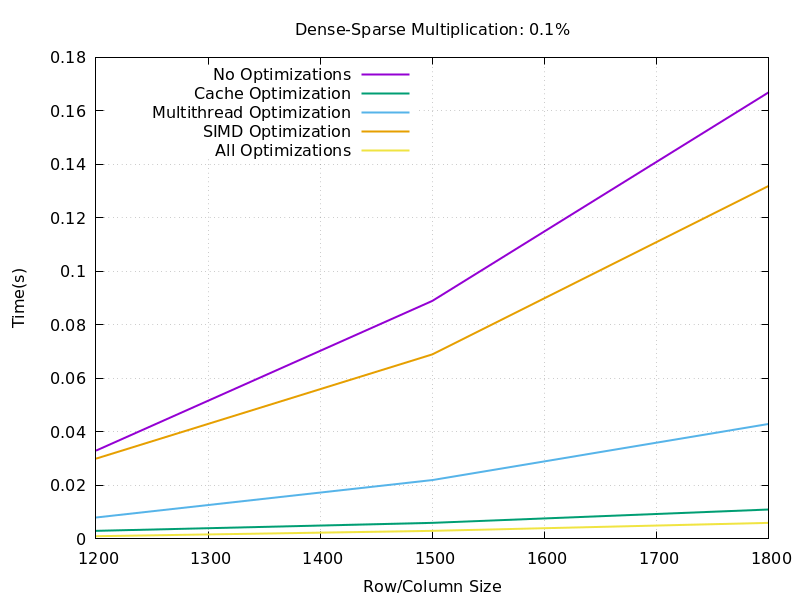 Dense-Sparse Multiplication: 0.1%
No Optimizations
Cache Optimization
Multithread Optimization
SIMD Optimization
All Optimizations
0.18
0.16
0.14
0.12
0.1
0.08
0.06
0.04
0.02
0
Time(s)
1200 1300 1400 1500 1600 1700 1800
Row/Column Size